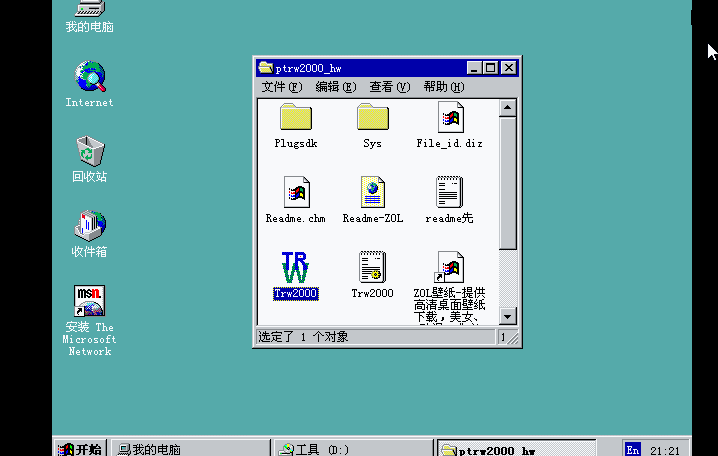 我的电脑
Internet
回收站
收件箱
msn.
安装 The
Microsoft
Network
ptrw2000_hw
文件(F) 编辑(E) 查看(V) 帮助(H)
Plugsdk Sys File_id.diz
Readme.chm Readme-ZOL readme先
TRW
Trw2000 Trw2000 ZOL壁纸-提供
高清桌面壁纸
下载，美女、
选定了 1 个对象 1
开始 我的电脑 工具 (D:) ptrw2000_hw En 21:21